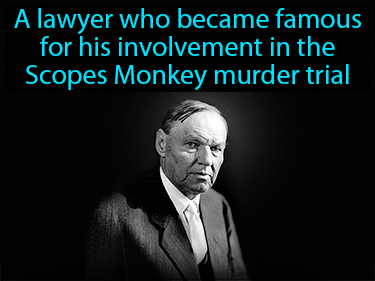 A lawyer who became famous
for his involvement in the
Scopes Monkey murder trial